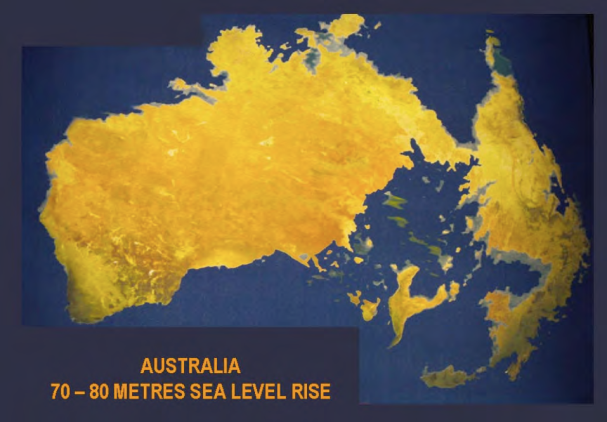 AUSTRALIA
70 – 80 METRES SEA LEVEL RISE